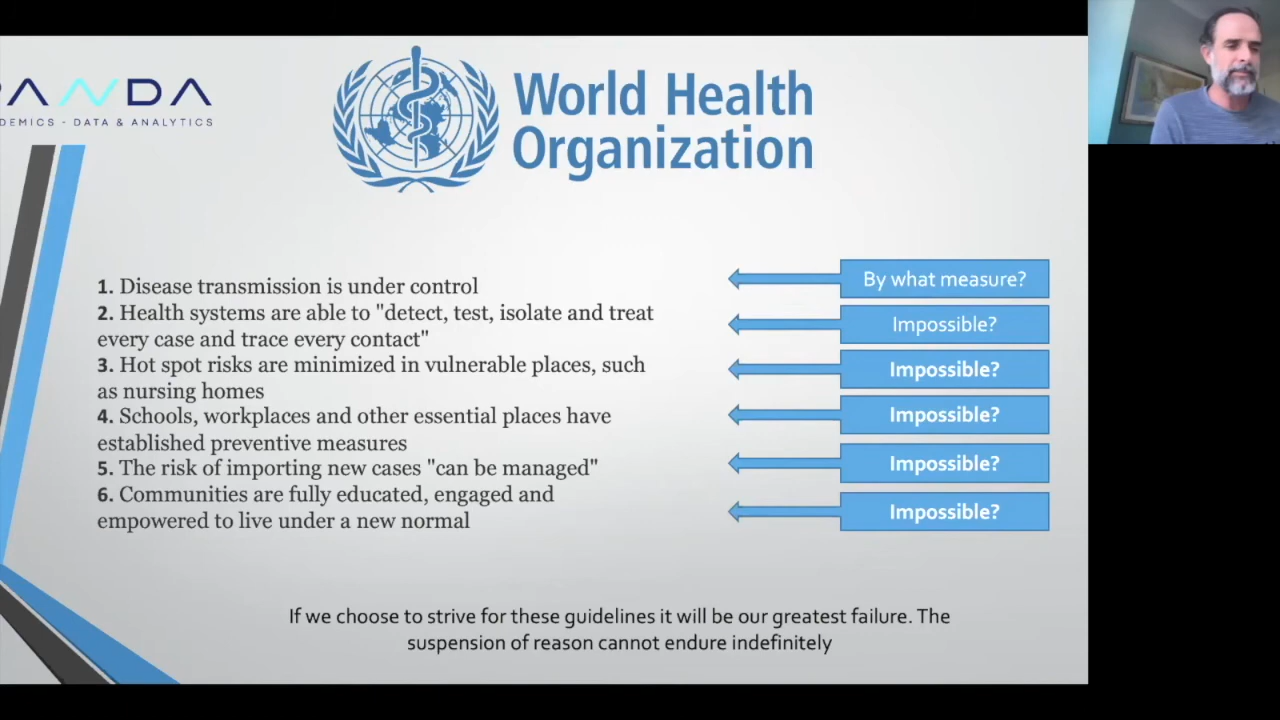 PANDA
DEMICS - DATA & ANALYTICS
World Health
Organization
1. Disease transmission is under control
2. Health systems are able to "detect, test, isolate and treat
every case and trace every contact"
3. Hot spot risks are minimized in vulnerable places, such
as nursing homes
4. Schools, workplaces and other essential places have
established preventive measures
5. The risk of importing new cases "can be managed"
6. Communities are fully educated, engaged and
empowered to live under a new normal
By what measure?
Impossible?
Impossible?
Impossible?
Impossible?
Impossible?
If we choose to strive for these guidelines it will be our greatest failure. The
suspension of reason cannot endure indefinitely